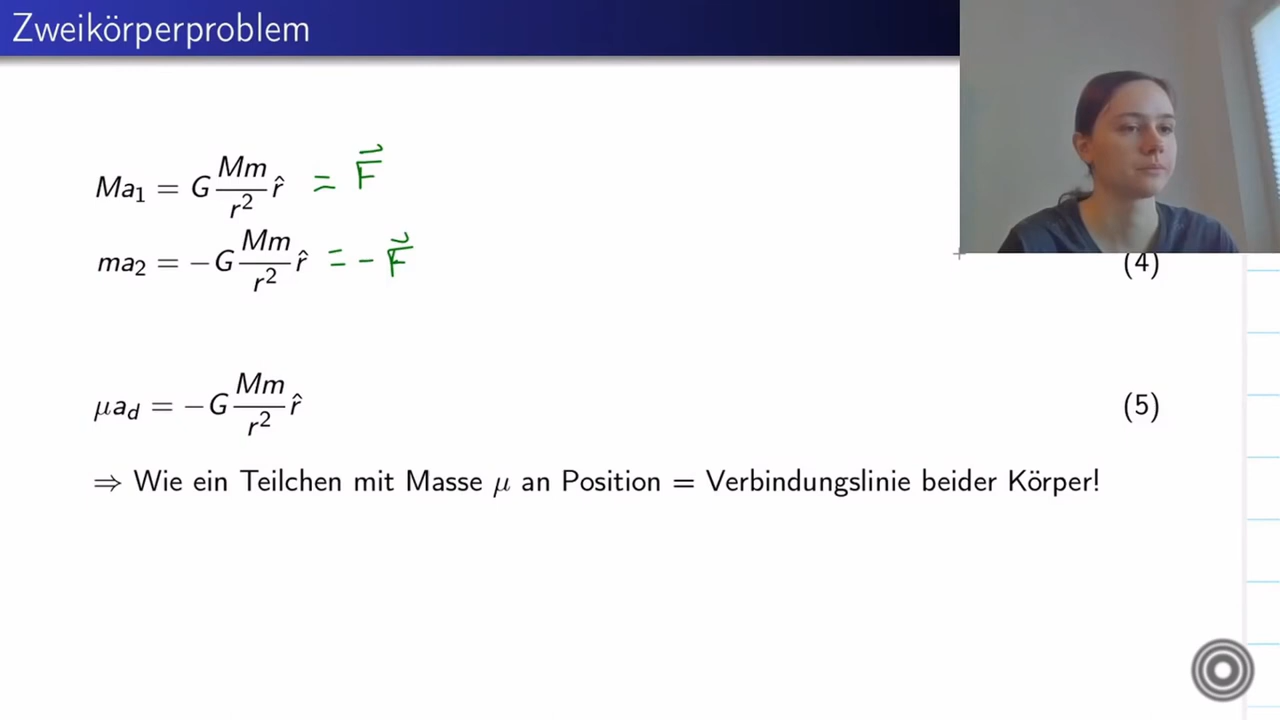 Zweikörperproblem
Ma₁ = G Mm/r² r̂ = F⃗
ma₂ = −G Mm/r² r̂ = −F⃗
(4)
μa_d = −G Mm/r² r̂ (5)
⇒ Wie ein Teilchen mit Masse μ an Position = Verbindungslinie beider Körper!